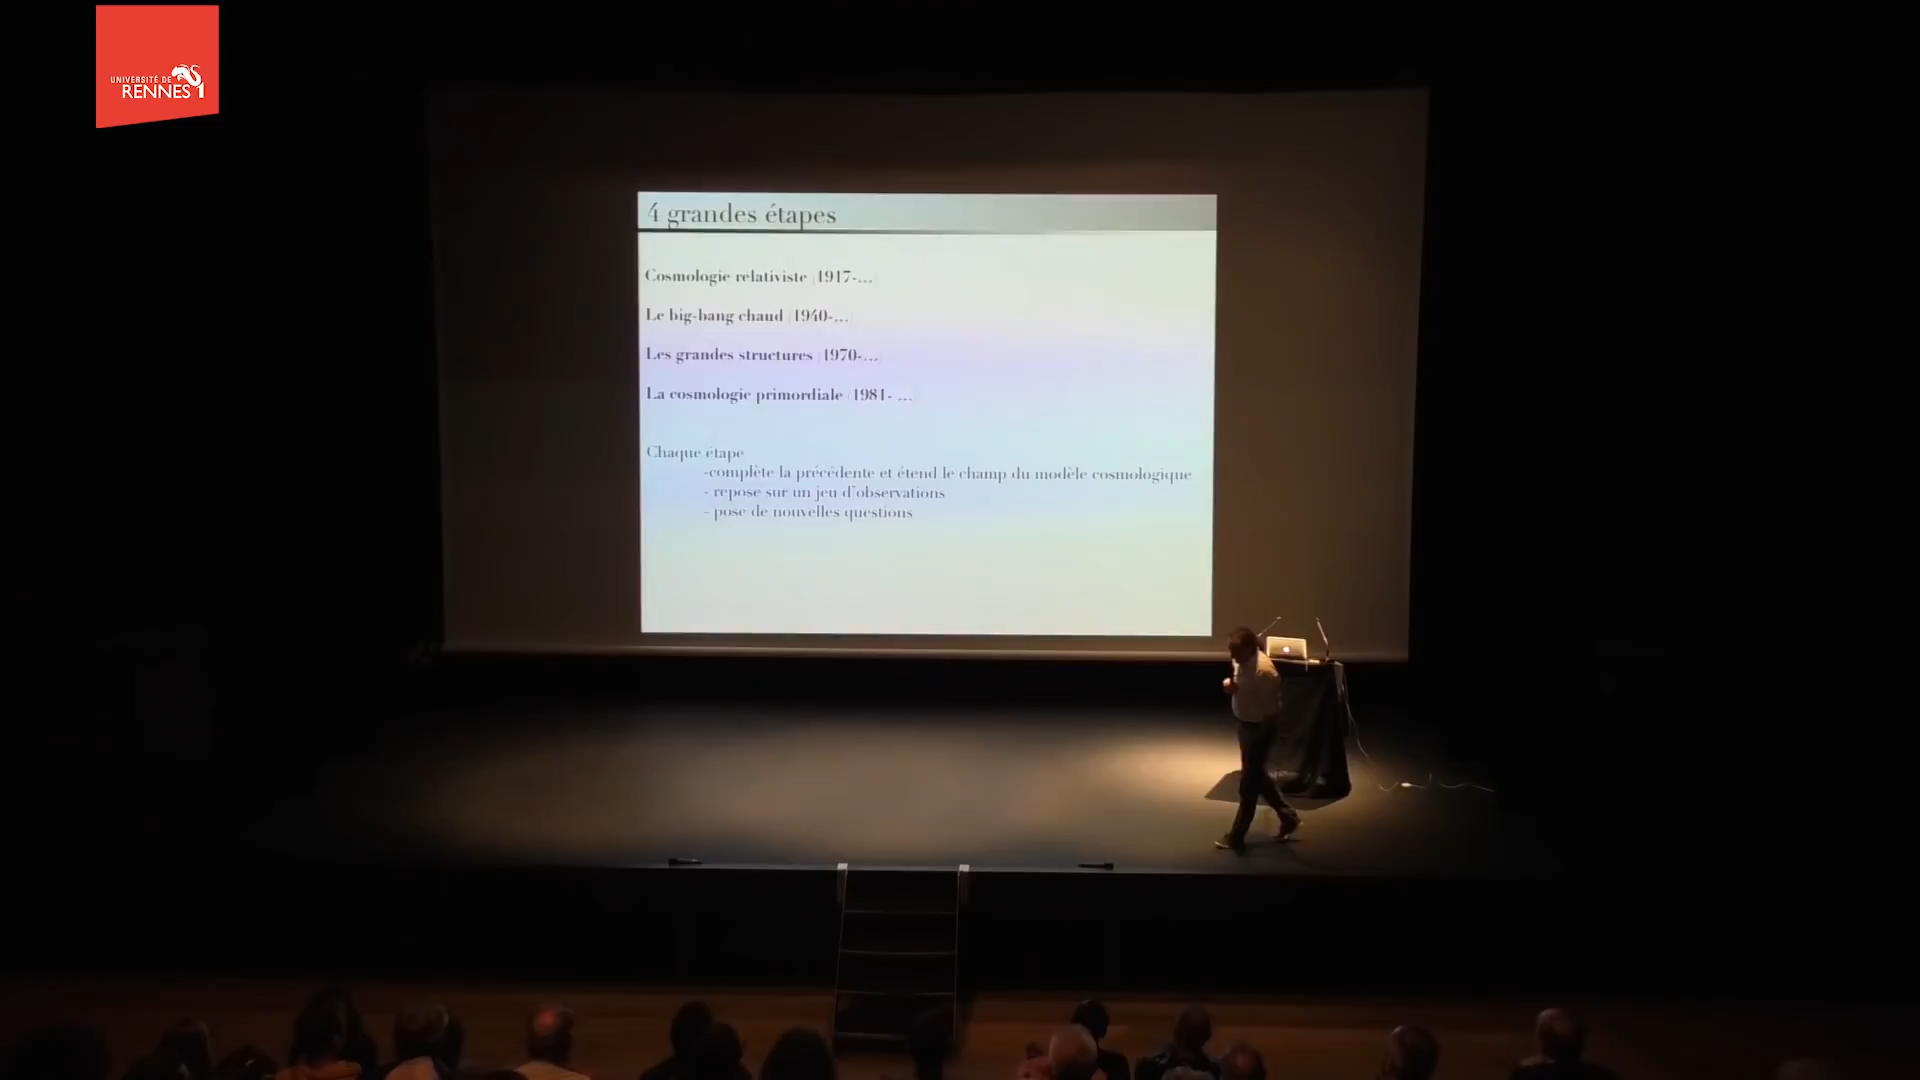 UNIVERSITÉ DE
RENNES 1
4 grandes étapes
Cosmologie relativiste (1917-...)
Le big-bang chaud (1940-...)
Les grandes structures (1970-...)
La cosmologie primordiale (1981- ...)
Chaque étape
-complète la précédente et étend le champ du modèle cosmologique
- repose sur un jeu d'observations
- pose de nouvelles questions